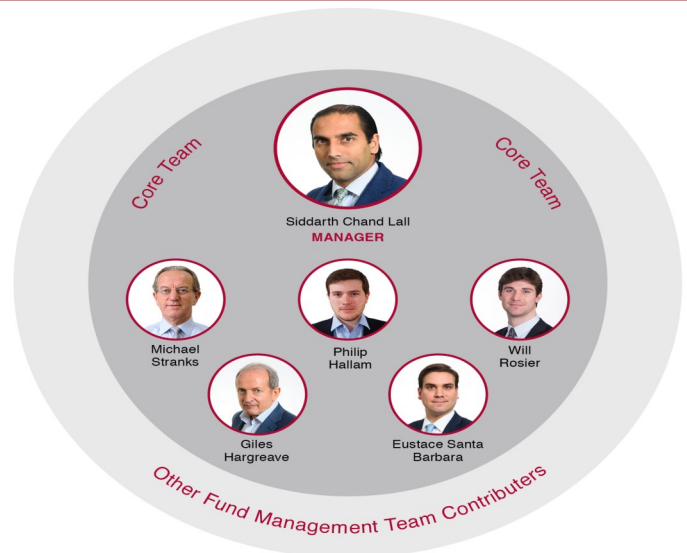 Core Team
Core Team
Siddarth Chand Lall
MANAGER
Michael
Stranks
Philip
Hallam
Will
Rosier
Giles
Hargreave
Eustace Santa
Barbara
Other Fund Management Team Contributers